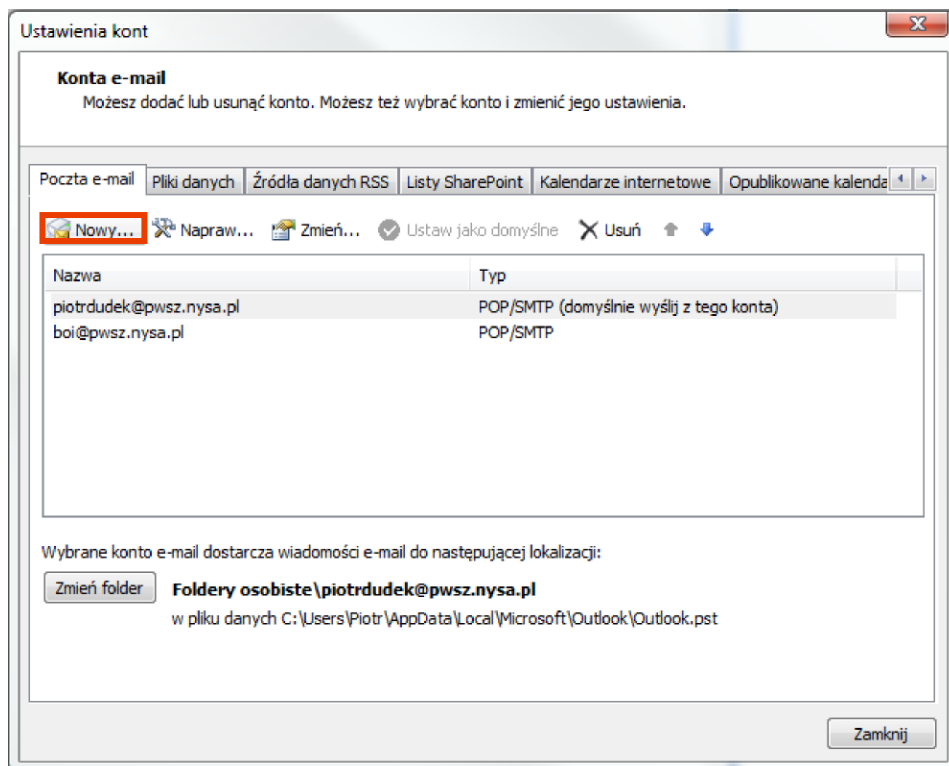 Ustawienia kont
Konta e-mail
Możesz dodać lub usunąć konto. Możesz też wybrać konto i zmienić jego ustawienia.
Poczta e-mail Pliki danych Źródła danych RSS Listy SharePoint Kalendarze internetowe Opublikowane kalenda
Nowy... Napraw... Zmień... Ustaw jako domyślne Usuń
Nazwa Typ
piotrdudek@pwsz.nysa.pl POP/SMTP (domyślnie wyślij z tego konta)
boi@pwsz.nysa.pl POP/SMTP
Wybrane konto e-mail dostarcza wiadomości e-mail do następującej lokalizacji:
Zmień folder Foldery osobiste\piotrdudek@pwsz.nysa.pl
w pliku danych C:\Users\Piotr\AppData\Local\Microsoft\Outlook\Outlook.pst
Zamknij